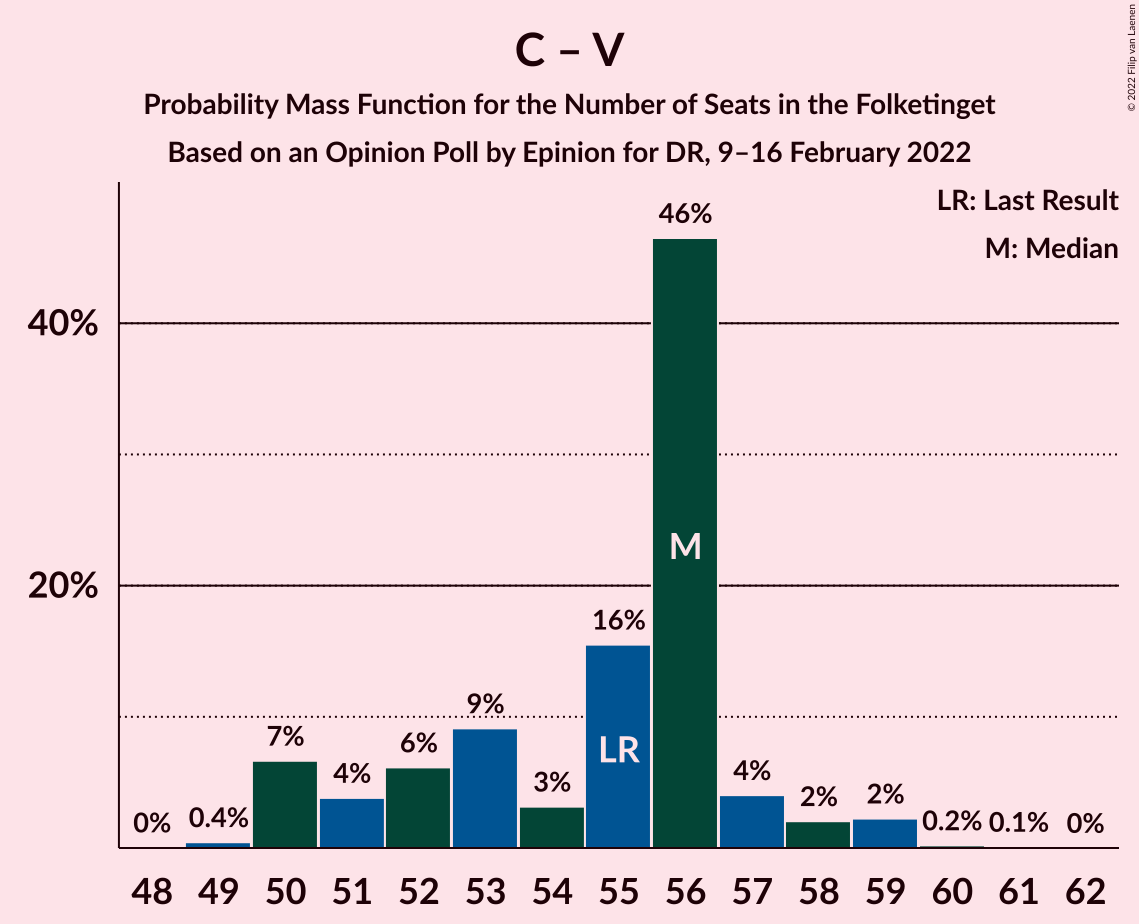 C – V
Probability Mass Function for the Number of Seats in the Folketinget
Based on an Opinion Poll by Epinion for DR, 9–16 February 2022
© 2022 Filip van Laenen
LR: Last Result
M: Median
40%
20%
0%
0.4%
7%
4%
6%
9%
3%
16%
46%
4%
2%
2%
0.2%
0.1%
0%
LR
M
48 49 50 51 52 53 54 55 56 57 58 59 60 61 62